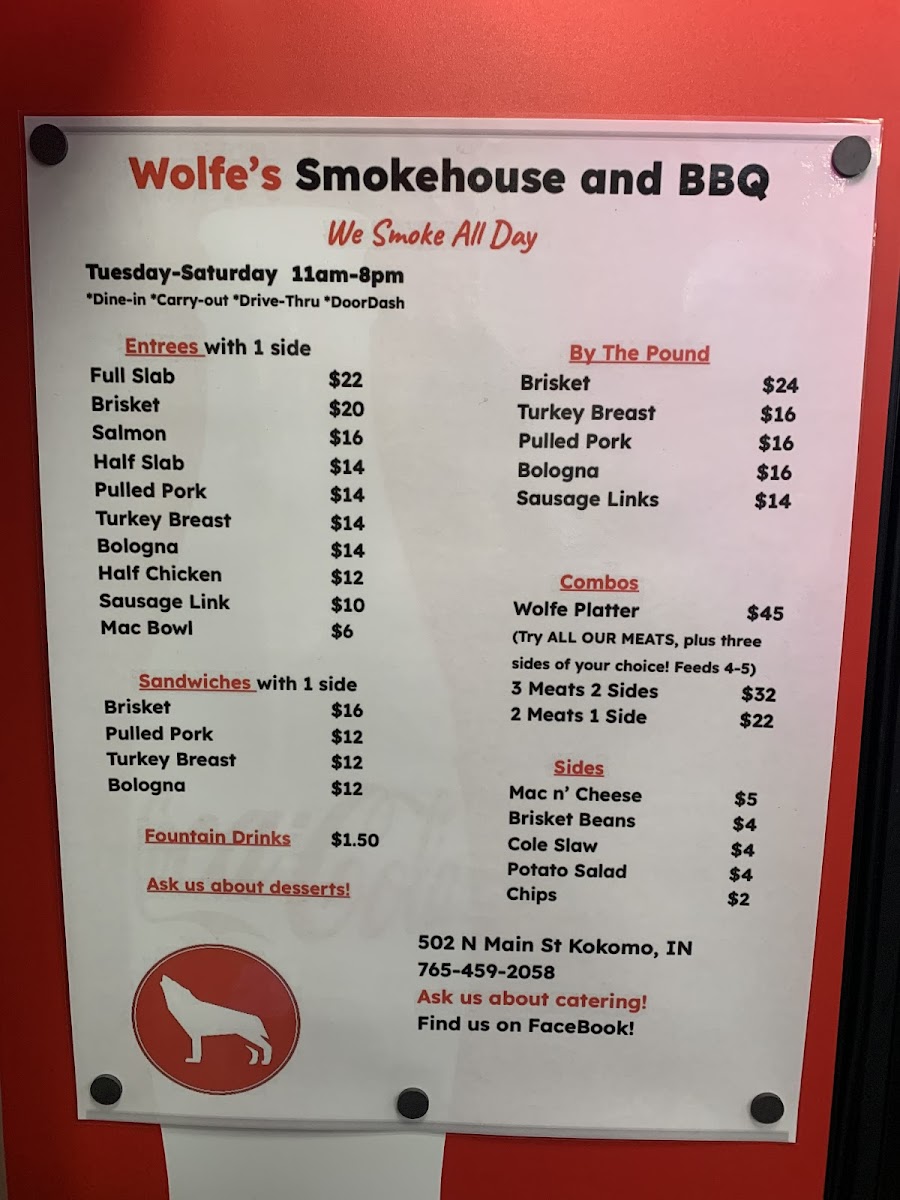 Wolfe's Smokehouse and BBQ
We Smoke All Day
Tuesday-Saturday 11am-8pm
*Dine-in *Carry-out *Drive-Thru *DoorDash
Entrees with 1 side
Full Slab $22
Brisket $20
Salmon $16
Half Slab $14
Pulled Pork $14
Turkey Breast $14
Bologna $14
Half Chicken $12
Sausage Link $10
Mac Bowl $6
Sandwiches with 1 side
Brisket $16
Pulled Pork $12
Turkey Breast $12
Bologna $12
Fountain Drinks $1.50
Ask us about desserts!
By The Pound
Brisket $24
Turkey Breast $16
Pulled Pork $16
Bologna $16
Sausage Links $14
Combos
Wolfe Platter $45
(Try ALL OUR MEATS, plus three
sides of your choice! Feeds 4-5)
3 Meats 2 Sides $32
2 Meats 1 Side $22
Sides
Mac n' Cheese $5
Brisket Beans $4
Cole Slaw $4
Potato Salad $4
Chips $2
502 N Main St Kokomo, IN
765-459-2058
Ask us about catering!
Find us on FaceBook!